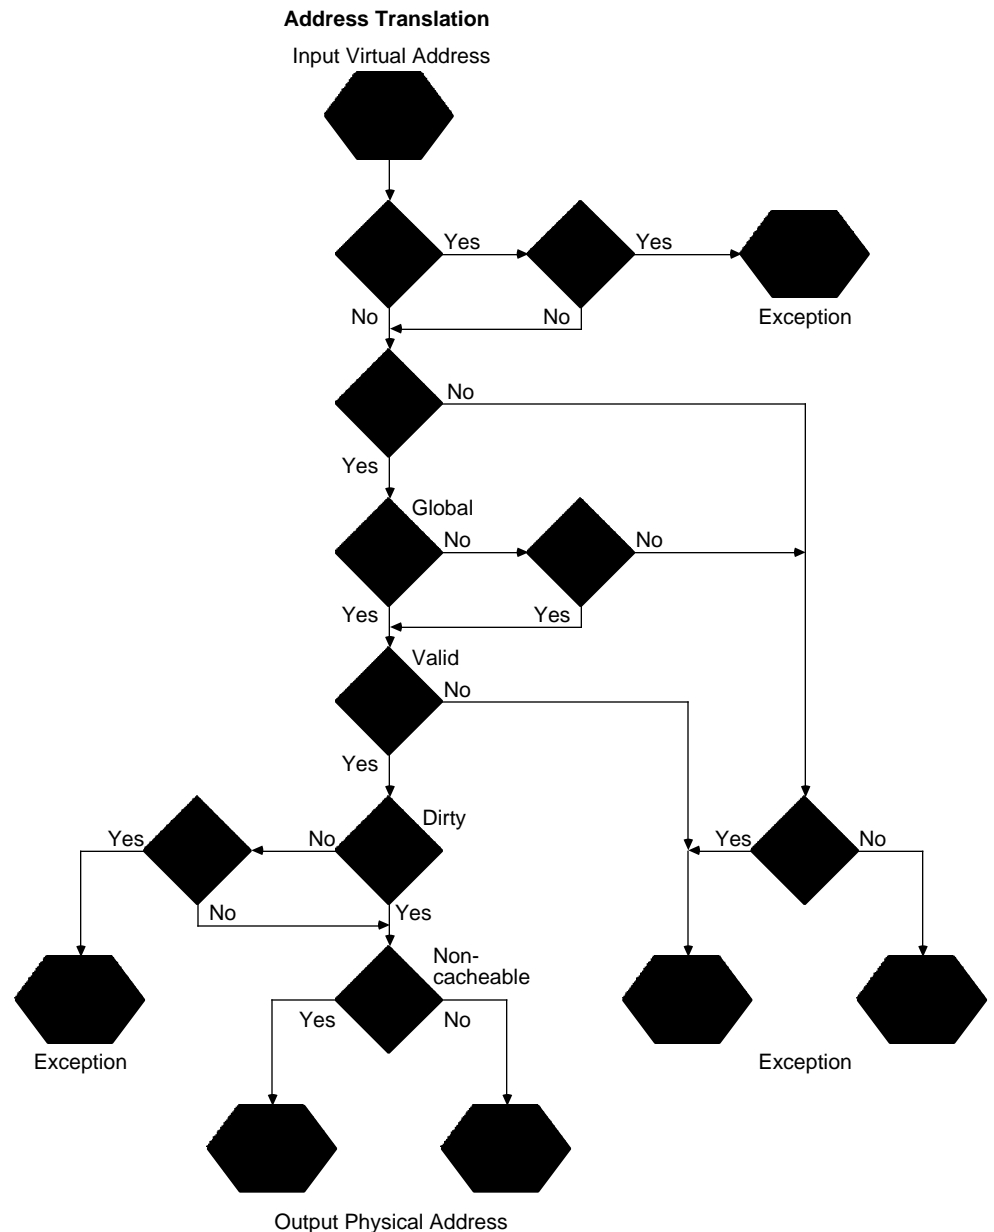 Address Translation
Input Virtual Address
Yes
Yes
No
No
Exception
No
Yes
Global
No
No
Yes
Yes
Valid
No
Yes
Dirty
Yes
No
Yes
No
No
Yes
Non-
cacheable
Yes
No
Exception
Exception
Output Physical Address